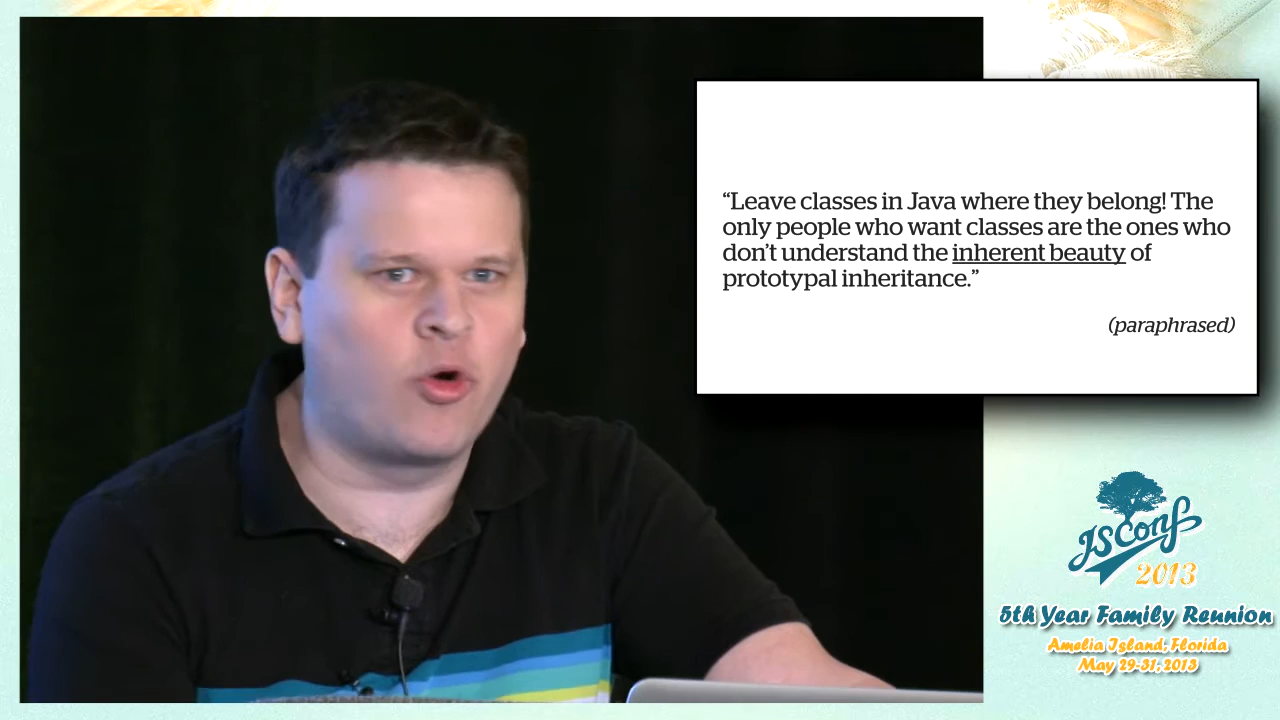 “Leave classes in Java where they belong! The
only people who want classes are the ones who
don’t understand the inherent beauty of
prototypal inheritance.”
(paraphrased)
JSConf
2013
5th Year Family Reunion
Amelia Island, Florida
May 29-31, 2013